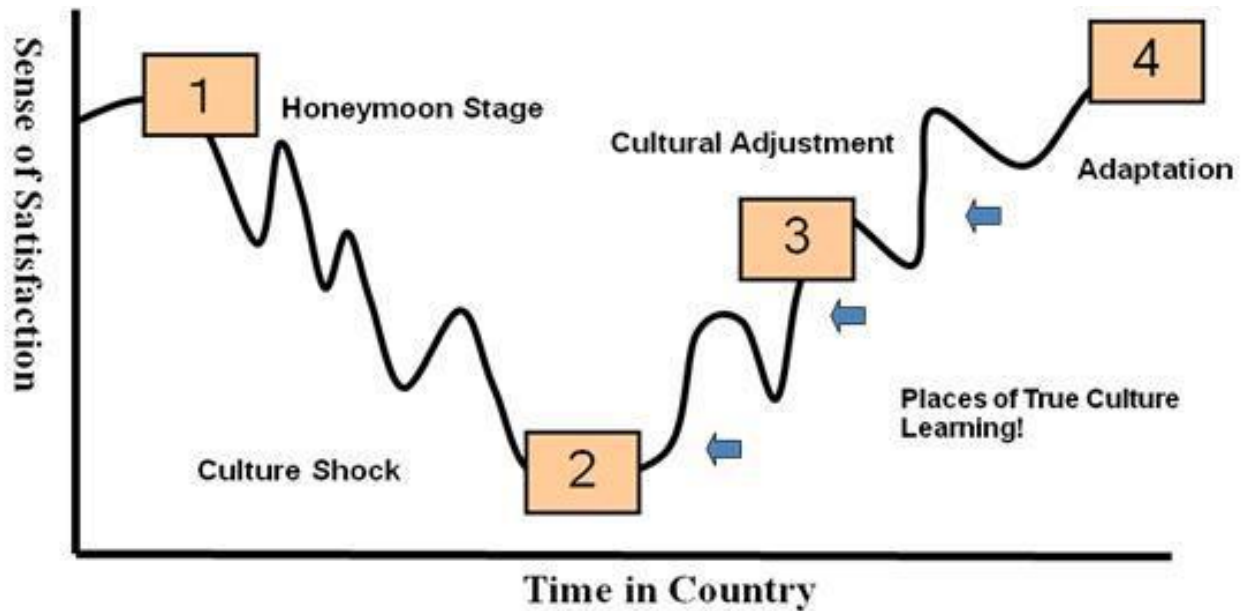 Sense of Satisfaction
1
Honeymoon Stage
4
Cultural Adjustment
Adaptation
3
Places of True Culture
Learning!
Culture Shock
2
Time in Country